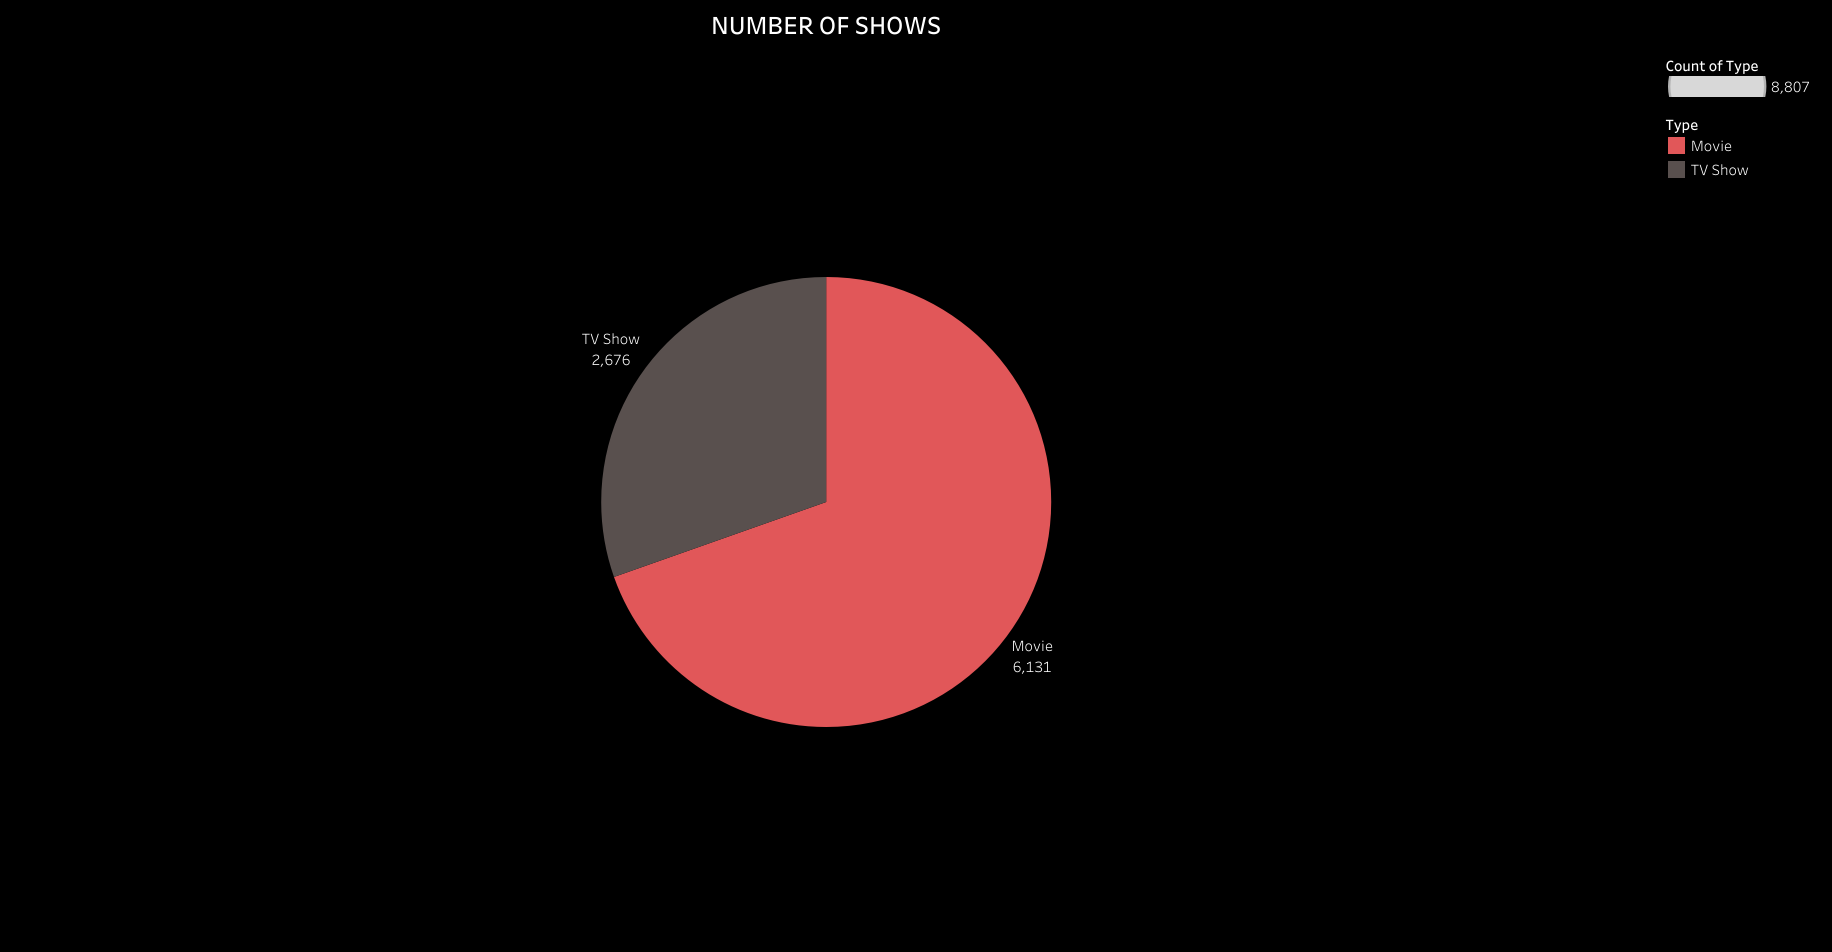 NUMBER OF SHOWS
Count of Type
8,807
Type
Movie
TV Show
TV Show
2,676
Movie
6,131